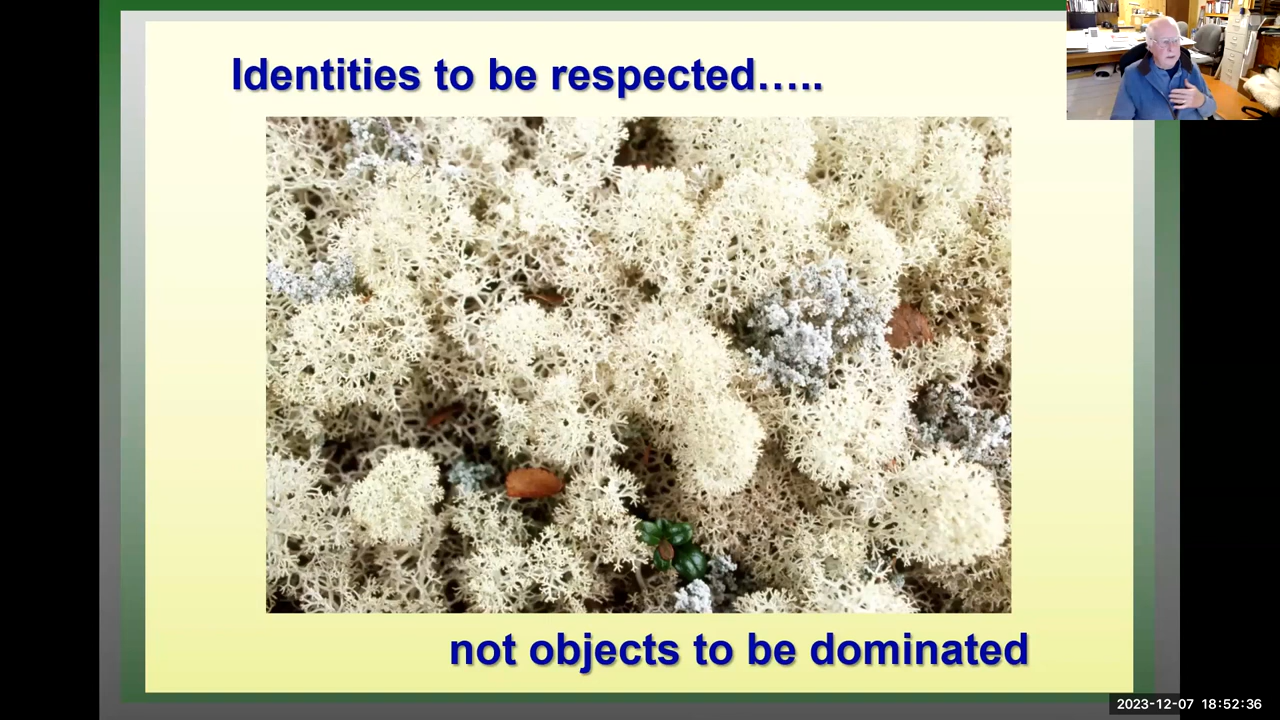 Identities to be respected.....
not objects to be dominated
2023-12-07 18:52:36